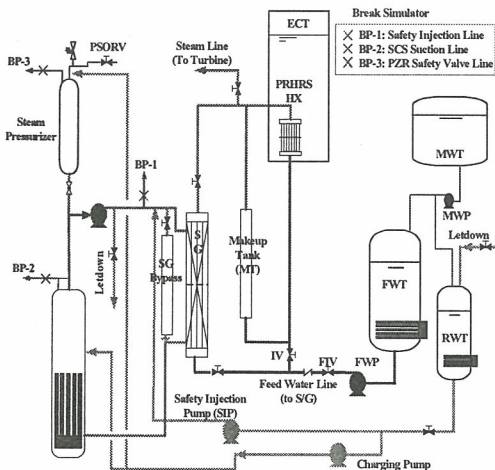 Break Simulator
BP-1: Safety Injection Line
BP-2: SCS Suction Line
BP-3: PZR Safety Valve Line
ECT
PSORV
BP-3
Steam Line
(To Turbine)
PRHRS
HX
Steam
Pressurizer
MWT
BP-1
MWP
Letdown
SG
SG
Bypass
Makeup
Tank
(MT)
Letdown
FWT
BP-2
RWT
IV
FIV
FWP
Feed Water Line
(to S/G)
Safety Injection
Pump (SIP)
Charging Pump